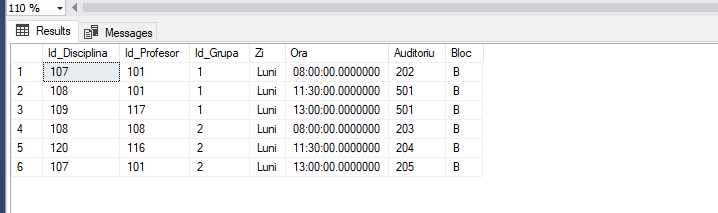 110 %
Results Messages
Id_Disciplina Id_Profesor Id_Grupa Zi Ora Auditoriu Bloc
1 107 101 1 Luni 08:00:00.0000000 202 B
2 108 101 1 Luni 11:30:00.0000000 501 B
3 109 117 1 Luni 13:00:00.0000000 501 B
4 108 108 2 Luni 08:00:00.0000000 203 B
5 120 116 2 Luni 11:30:00.0000000 204 B
6 107 101 2 Luni 13:00:00.0000000 205 B